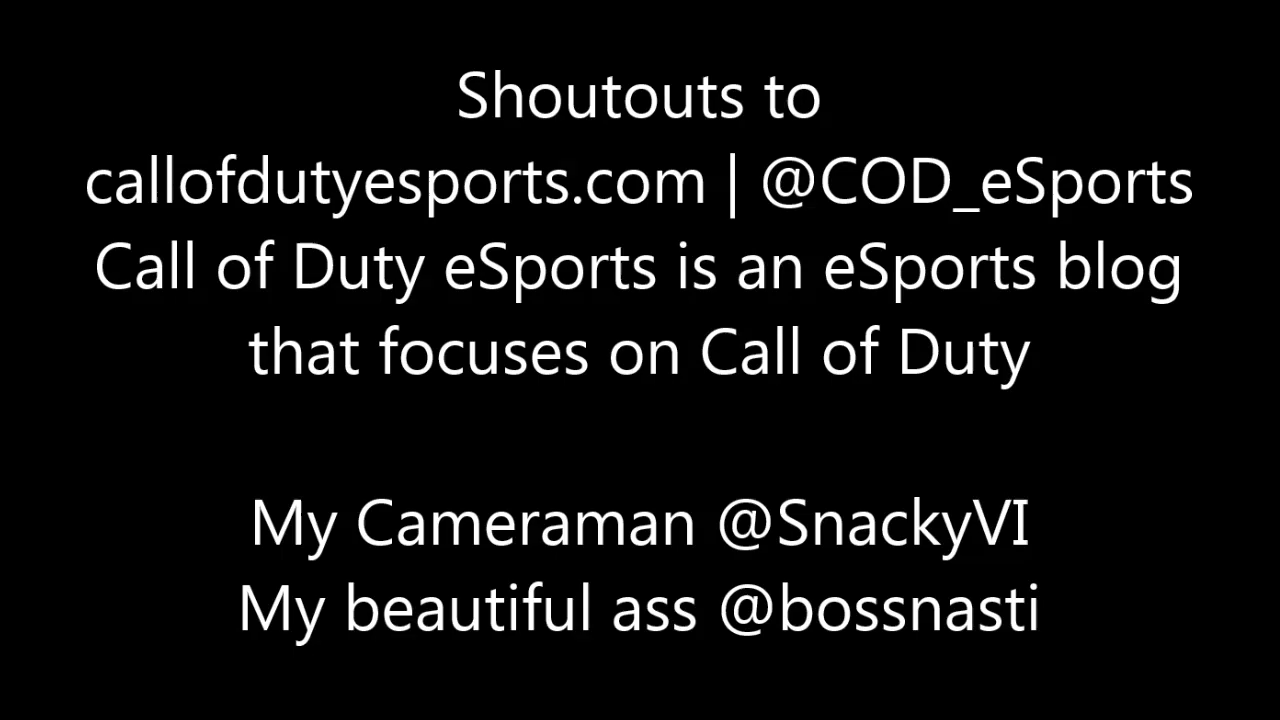 Shoutouts to
callofdutyesports.com | @COD_eSports
Call of Duty eSports is an eSports blog
that focuses on Call of Duty
My Cameraman @SnackyVI
My beautiful ass @bossnasti